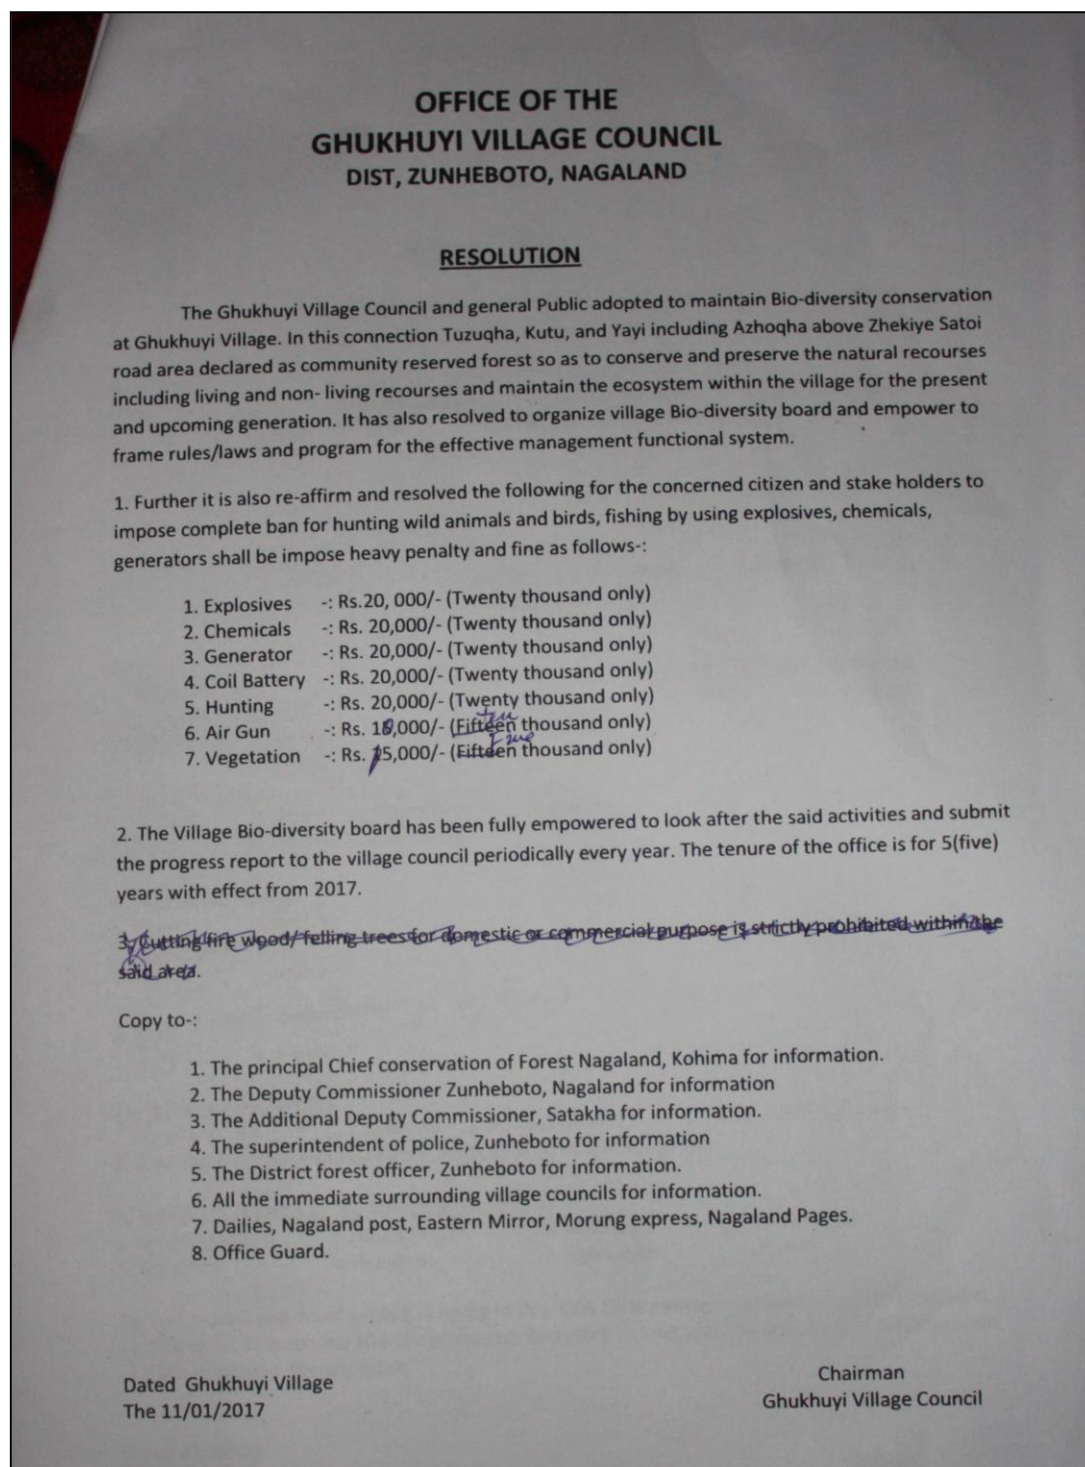 OFFICE OF THE
GHUKHUYI VILLAGE COUNCIL
DIST, ZUNHEBOTO, NAGALAND
RESOLUTION
The Ghukhuyi Village Council and general Public adopted to maintain Bio-diversity conservation
at Ghukhuyi Village. In this connection Tuzuqha, Kutu, and Yayi including Azhoqha above Zhekiye Satoi
road area declared as community reserved forest so as to conserve and preserve the natural recourses
including living and non- living recourses and maintain the ecosystem within the village for the present
and upcoming generation. It has also resolved to organize village Bio-diversity board and empower to
frame rules/laws and program for the effective management functional system.
1. Further it is also re-affirm and resolved the following for the concerned citizen and stake holders to
impose complete ban for hunting wild animals and birds, fishing by using explosives, chemicals,
generators shall be impose heavy penalty and fine as follows-:
1. Explosives -: Rs.20, 000/- (Twenty thousand only)
2. Chemicals -: Rs. 20,000/- (Twenty thousand only)
3. Generator -: Rs. 20,000/- (Twenty thousand only)
4. Coil Battery -: Rs. 20,000/- (Twenty thousand only)
5. Hunting -: Rs. 20,000/- (Twenty thousand only)
ten
6. Air Gun -: Rs. 10,000/- (Fifteen thousand only)
Five
7. Vegetation -: Rs. 15,000/- (Fifteen thousand only)
2. The Village Bio-diversity board has been fully empowered to look after the said activities and submit
the progress report to the village council periodically every year. The tenure of the office is for 5(five)
years with effect from 2017.
3. Cutting fire wood/ felling trees for domestic or commercial purpose is strictly prohibited within the
said area.
Copy to-:
1. The principal Chief conservation of Forest Nagaland, Kohima for information.
2. The Deputy Commissioner Zunheboto, Nagaland for information
3. The Additional Deputy Commissioner, Satakha for information.
4. The superintendent of police, Zunheboto for information
5. The District forest officer, Zunheboto for information.
6. All the immediate surrounding village councils for information.
7. Dailies, Nagaland post, Eastern Mirror, Morung express, Nagaland Pages.
8. Office Guard.
Dated Ghukhuyi Village
The 11/01/2017
Chairman
Ghukhuyi Village Council